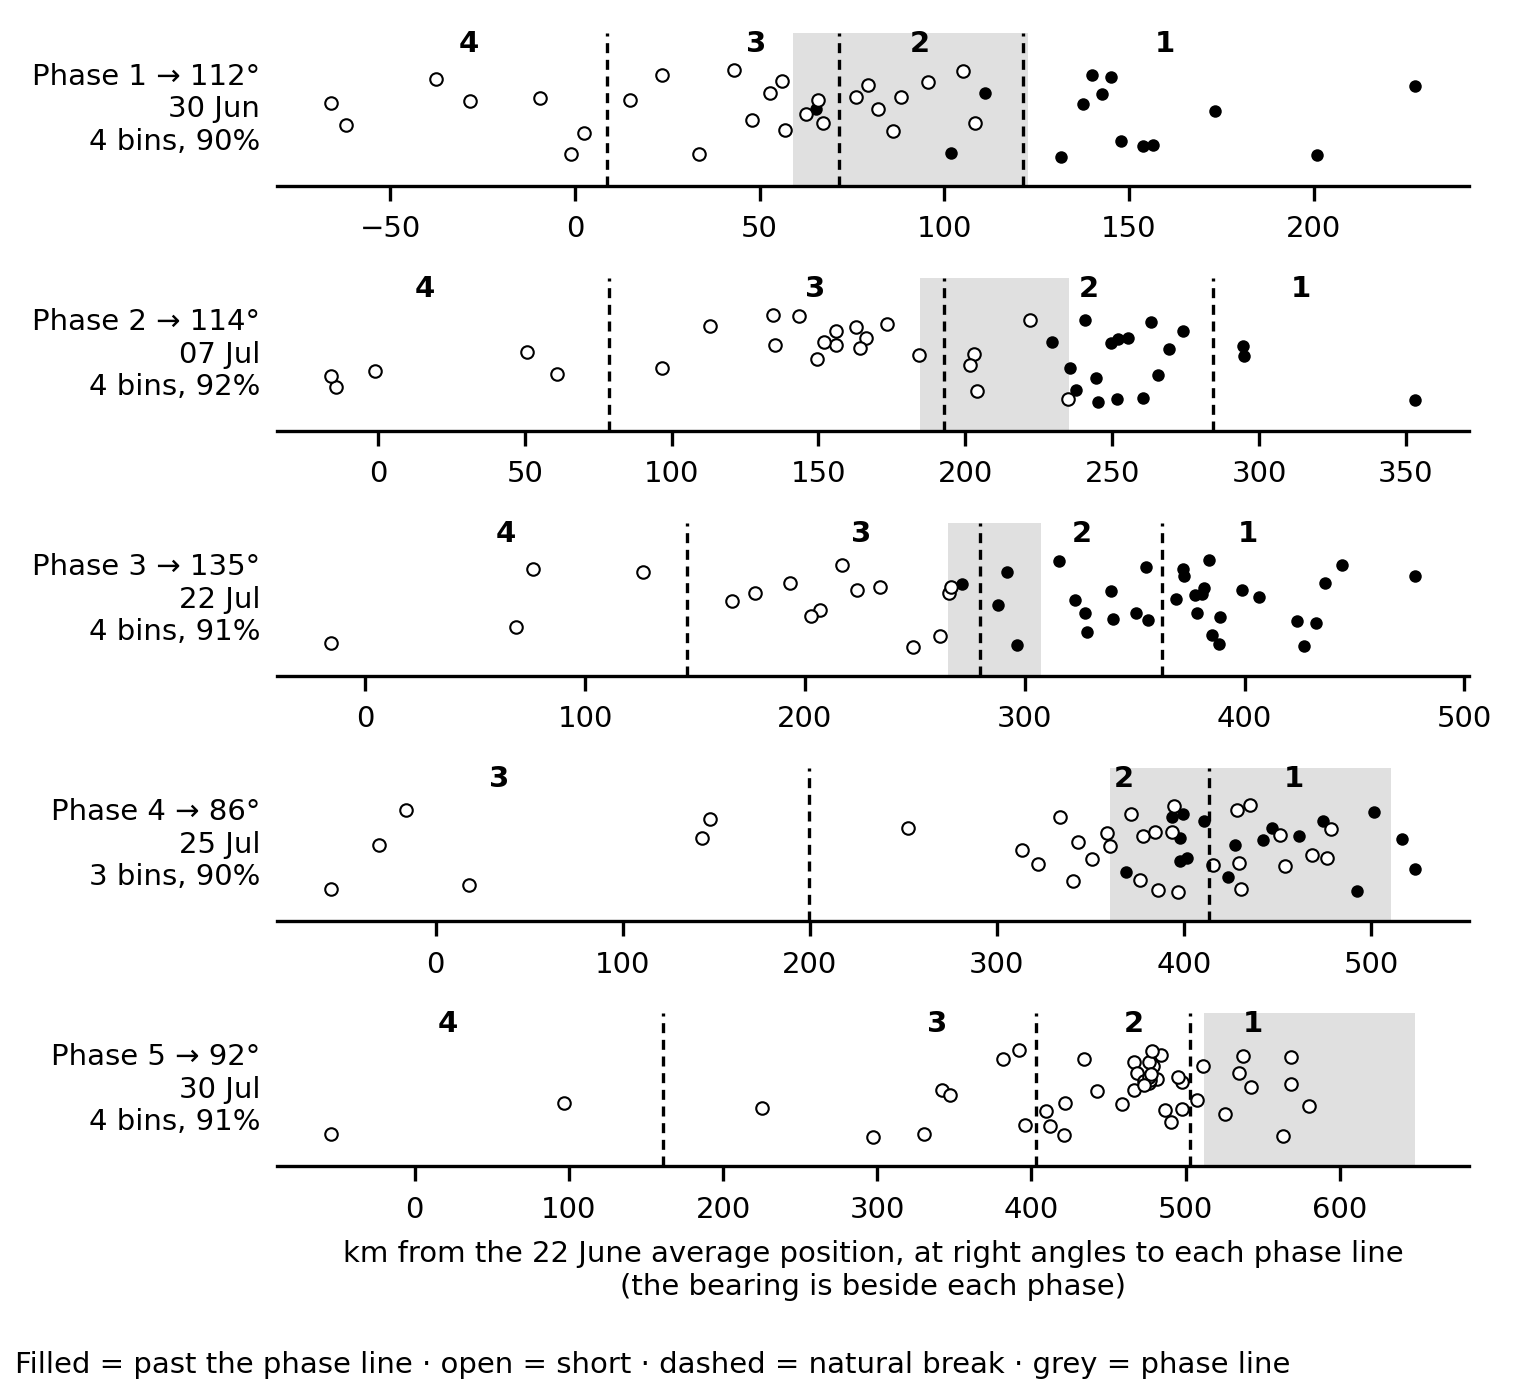 4 3 2 1
Phase 1 → 112°
30 Jun
4 bins, 90%
−50 0 50 100 150 200
4 3 2 1
Phase 2 → 114°
07 Jul
4 bins, 92%
0 50 100 150 200 250 300 350
4 3 2 1
Phase 3 → 135°
22 Jul
4 bins, 91%
0 100 200 300 400 500
3 2 1
Phase 4 → 86°
25 Jul
3 bins, 90%
0 100 200 300 400 500
4 3 2 1
Phase 5 → 92°
30 Jul
4 bins, 91%
0 100 200 300 400 500 600
km from the 22 June average position, at right angles to each phase line
(the bearing is beside each phase)
Filled = past the phase line · open = short · dashed = natural break · grey = phase line